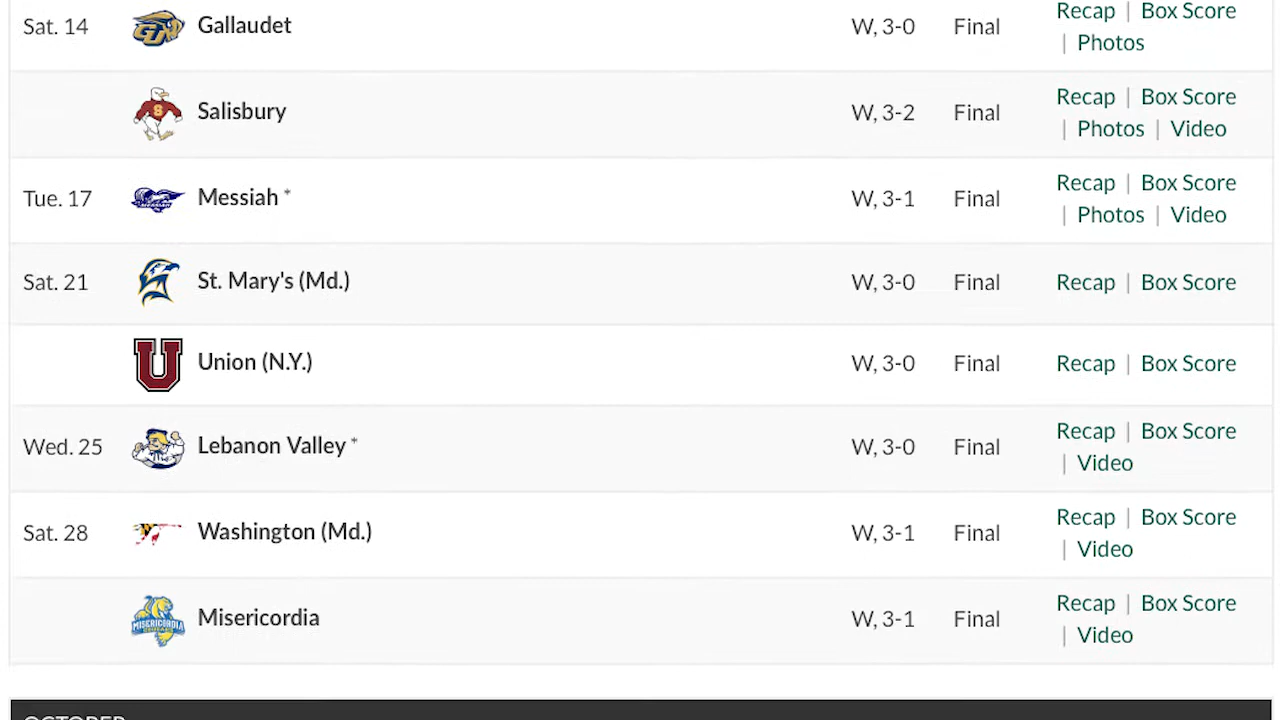 Sat. 14 Gallaudet W, 3-0 Final Recap | Box Score
| Photos
Salisbury W, 3-2 Final Recap | Box Score
| Photos | Video
Tue. 17 Messiah * W, 3-1 Final Recap | Box Score
| Photos | Video
Sat. 21 St. Mary's (Md.) W, 3-0 Final Recap | Box Score
Union (N.Y.) W, 3-0 Final Recap | Box Score
Wed. 25 Lebanon Valley * W, 3-0 Final Recap | Box Score
| Video
Sat. 28 Washington (Md.) W, 3-1 Final Recap | Box Score
| Video
MISERICORDIA Misericordia W, 3-1 Final Recap | Box Score
| Video
OCTOBER